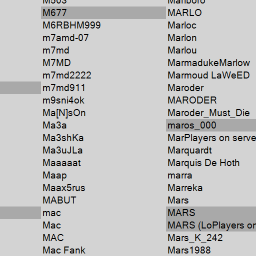 M677
M6RBHM999
m7amd-07
m7md
M7MD
m7md2222
m7md911
m9sni4ok
Ma[N]sOn
Ma3a
Ma3shKa
Ma3uJLa
Maaaaat
Maap
Maax5rus
MABUT
mac
Mac
MAC
Mac Fank
MARLO
Marloc
Marlon
Marlou
MarmadukeMarlow
Marmoud LaWeED
Maroder
MARODER
Maroder_Must_Die
maros_000
MarPlayers on serve
Marquardt
Marquis De Hoth
marra
Marreka
Mars
MARS
MARS (LoPlayers on
Mars_K_242
Mars1988